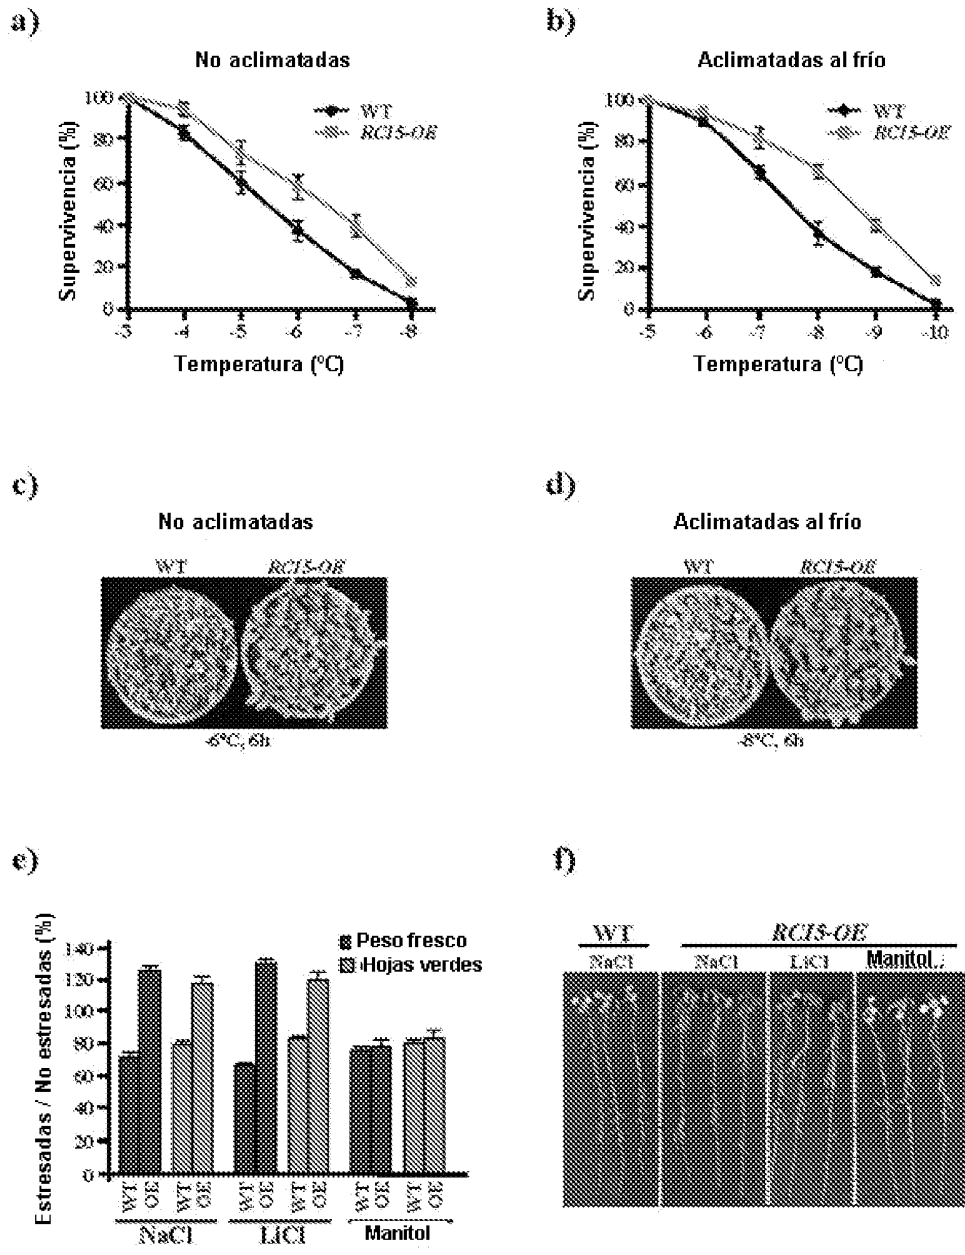 a)
No aclimatadas
Supervivencia (%)
100
80
60
40
20
0
WT
RCI5-OE
-3
-4
-5
-6
-7
-8
Temperatura (ºC)
b)
Aclimatadas al frío
Supervivencia (%)
100
80
60
40
20
0
WT
RCI5-OE
-5
-6
-7
-8
-9
-10
Temperatura (ºC)
c)
No aclimatadas
WT
RCI5-OE
-6ºC, 6h
d)
Aclimatadas al frío
WT
RCI5-OE
-8ºC, 6h
e)
Estresadas / No estresadas (%)
140
120
100
80
60
40
20
0
Peso fresco
Hojas verdes
WT
OE
WT
OE
WT
OE
WT
OE
WT
OE
WT
OE
NaCl
LiCl
Manitol
f)
WT
RCI5-OE
NaCl
NaCl
LiCl
Manitol